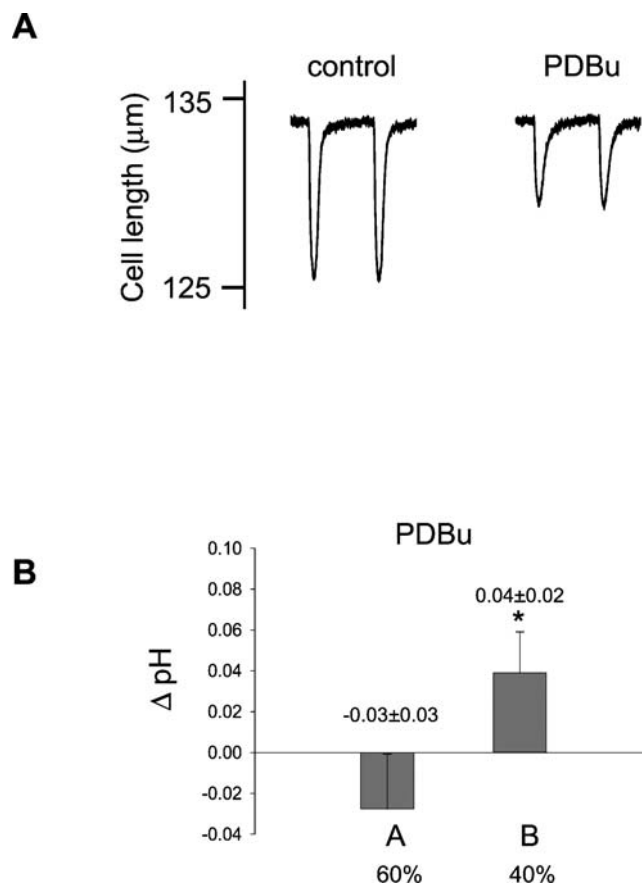 A
control PDBu
135
Cell length (μm)
125
B
PDBu
0.10
0.08
0.06
0.04
0.02
0.00
-0.02
-0.04
Δ pH
0.04±0.02
*
-0.03±0.03
A B
60% 40%